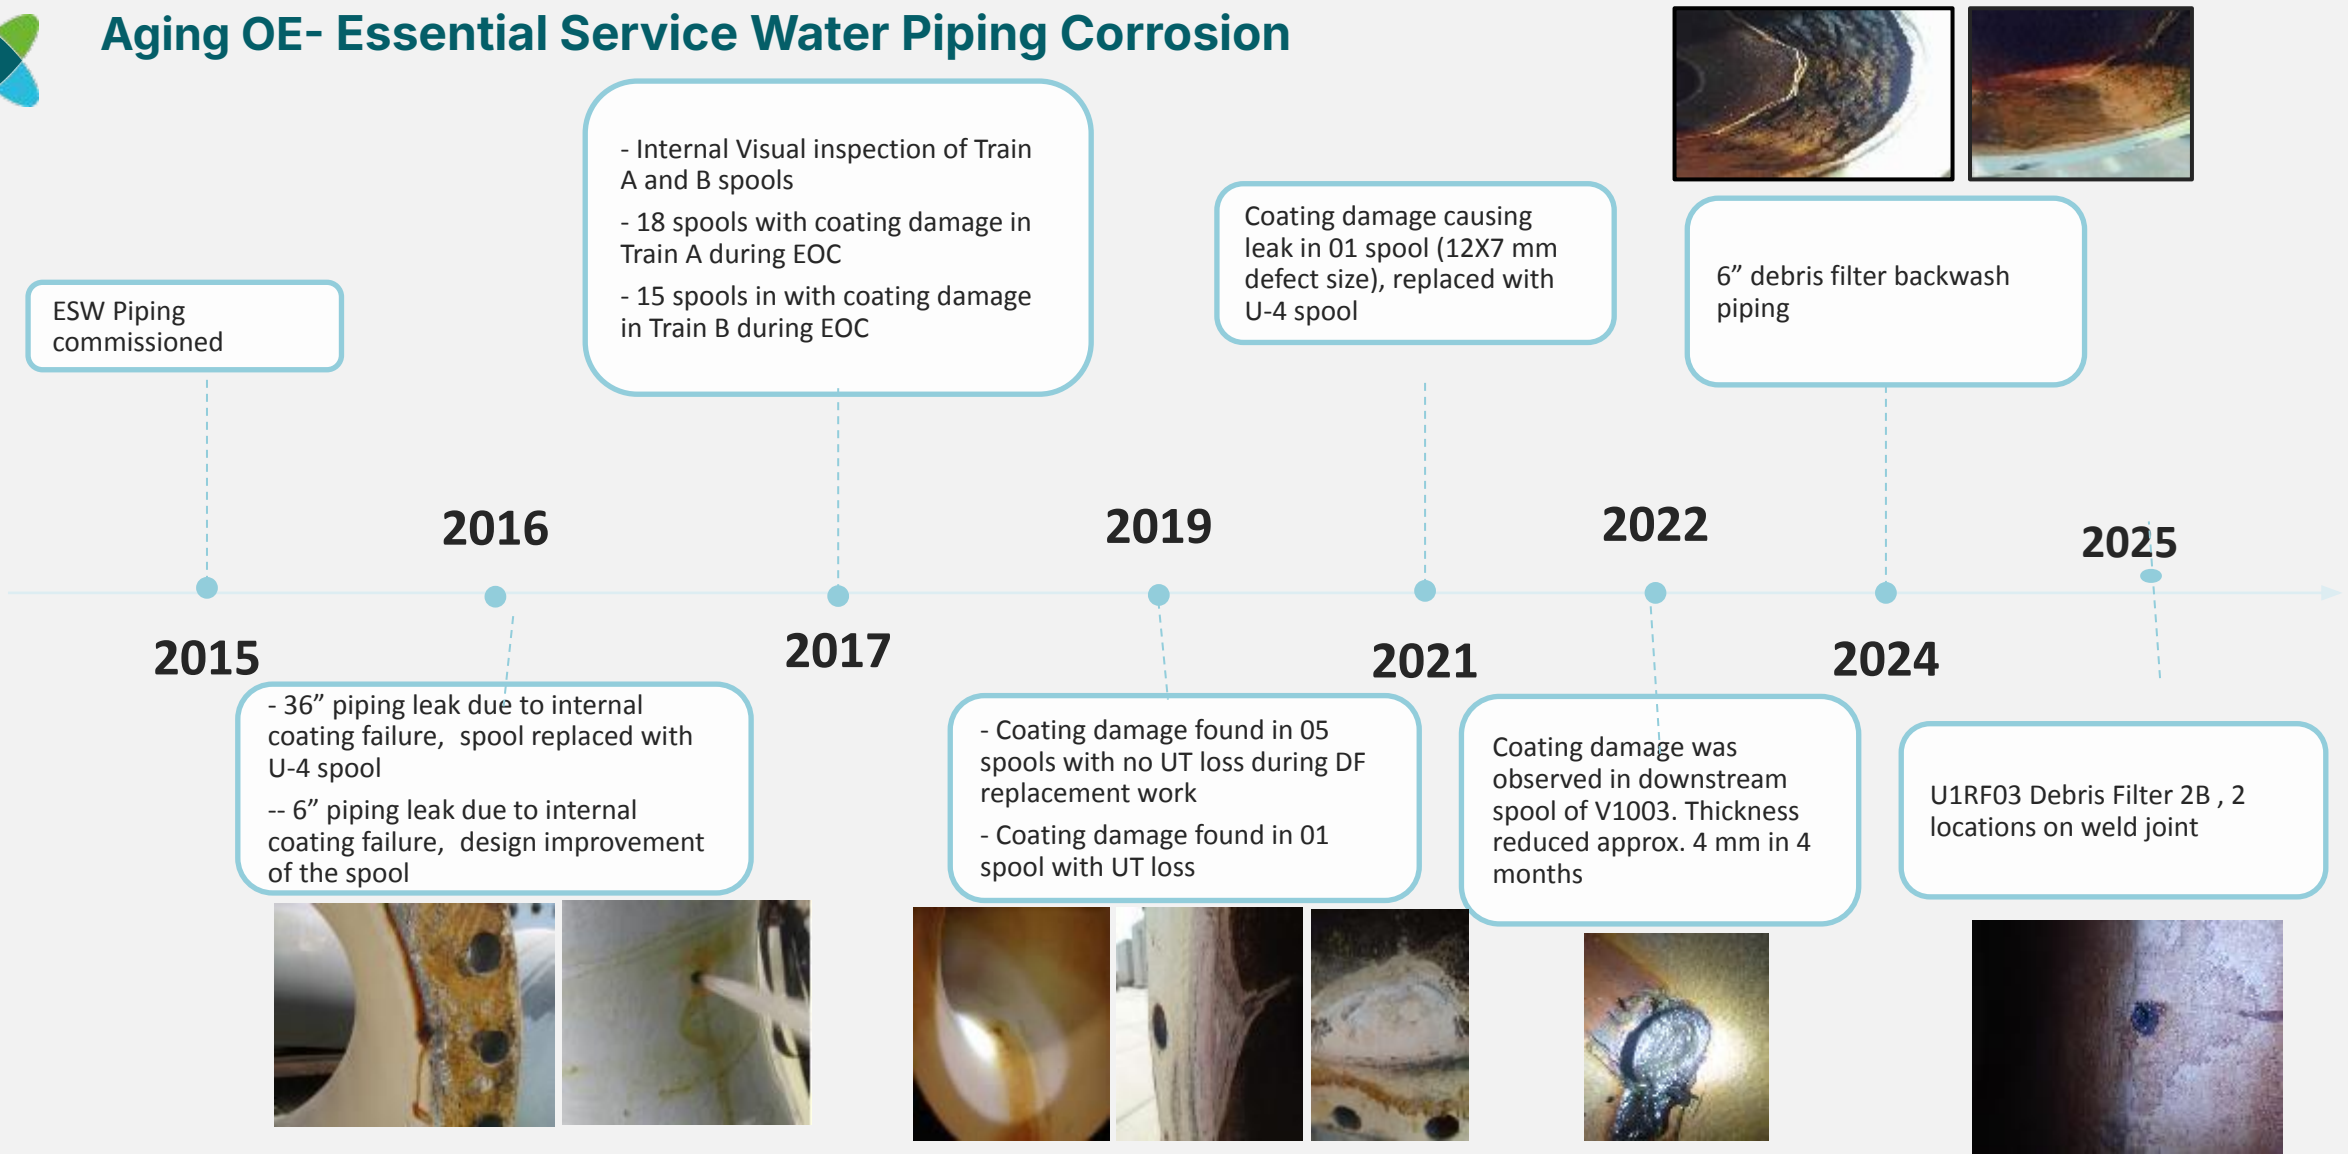 Aging OE- Essential Service Water Piping Corrosion
ESW Piping
commissioned
2015
2016
- 36” piping leak due to internal
coating failure, spool replaced with
U-4 spool
-- 6” piping leak due to internal
coating failure, design improvement
of the spool
- Internal Visual inspection of Train
A and B spools
- 18 spools with coating damage in
Train A during EOC
- 15 spools in with coating damage
in Train B during EOC
2017
2019
- Coating damage found in 05
spools with no UT loss during DF
replacement work
- Coating damage found in 01
spool with UT loss
Coating damage causing
leak in 01 spool (12X7 mm
defect size), replaced with
U-4 spool
2021
2022
Coating damage was
observed in downstream
spool of V1003. Thickness
reduced approx. 4 mm in 4
months
6” debris filter backwash
piping
2024
2025
U1RF03 Debris Filter 2B , 2
locations on weld joint